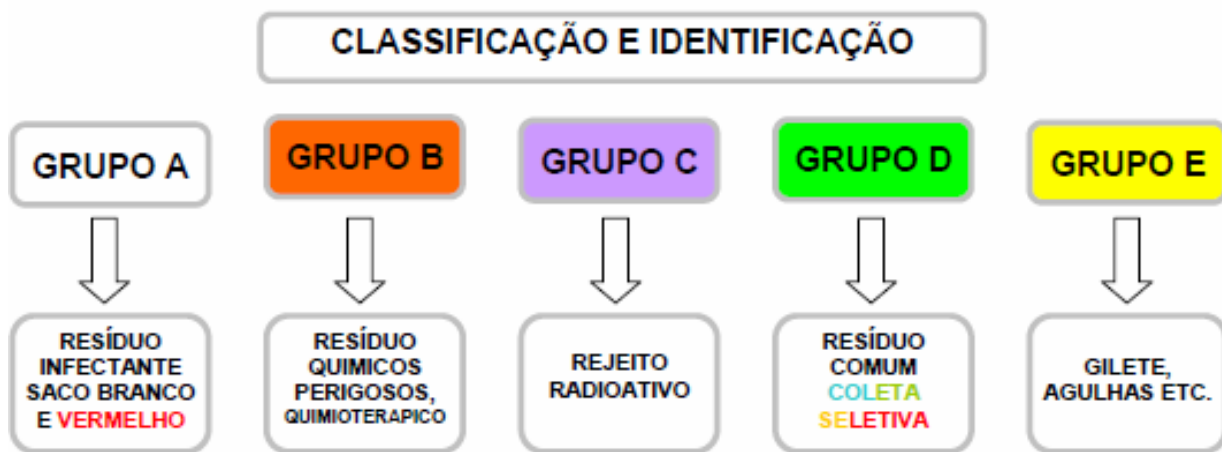 CLASSIFICAÇÃO E IDENTIFICAÇÃO
GRUPO A
GRUPO B
GRUPO C
GRUPO D
GRUPO E
RESÍDUO
INFECTANTE
SACO BRANCO
E VERMELHO
RESÍDUO
QUIMICOS
PERIGOSOS,
QUIMIOTERAPICO
REJEITO
RADIOATIVO
RESÍDUO
COMUM
COLETA
SELETIVA
GILETE,
AGULHAS ETC.